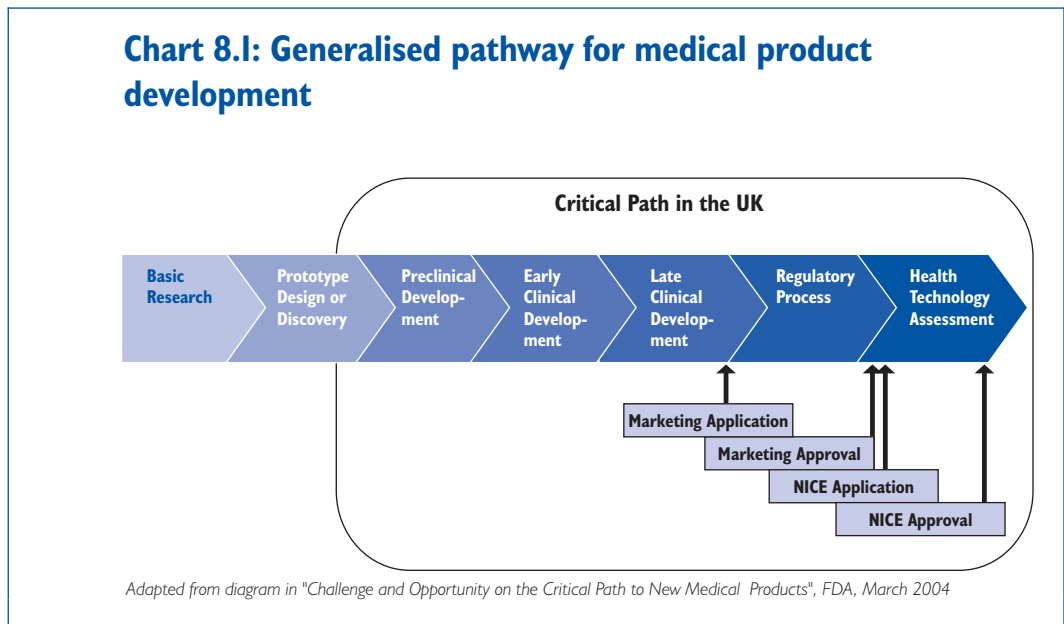 Chart 8.1: Generalised pathway for medical product
development
Critical Path in the UK
Basic
Research
Prototype
Design or
Discovery
Preclinical
Develop-
ment
Early
Clinical
Develop-
ment
Late
Clinical
Develop-
ment
Regulatory
Process
Health
Technology
Assessment
Marketing Application
Marketing Approval
NICE Application
NICE Approval
Adapted from diagram in "Challenge and Opportunity on the Critical Path to New Medical Products", FDA, March 2004